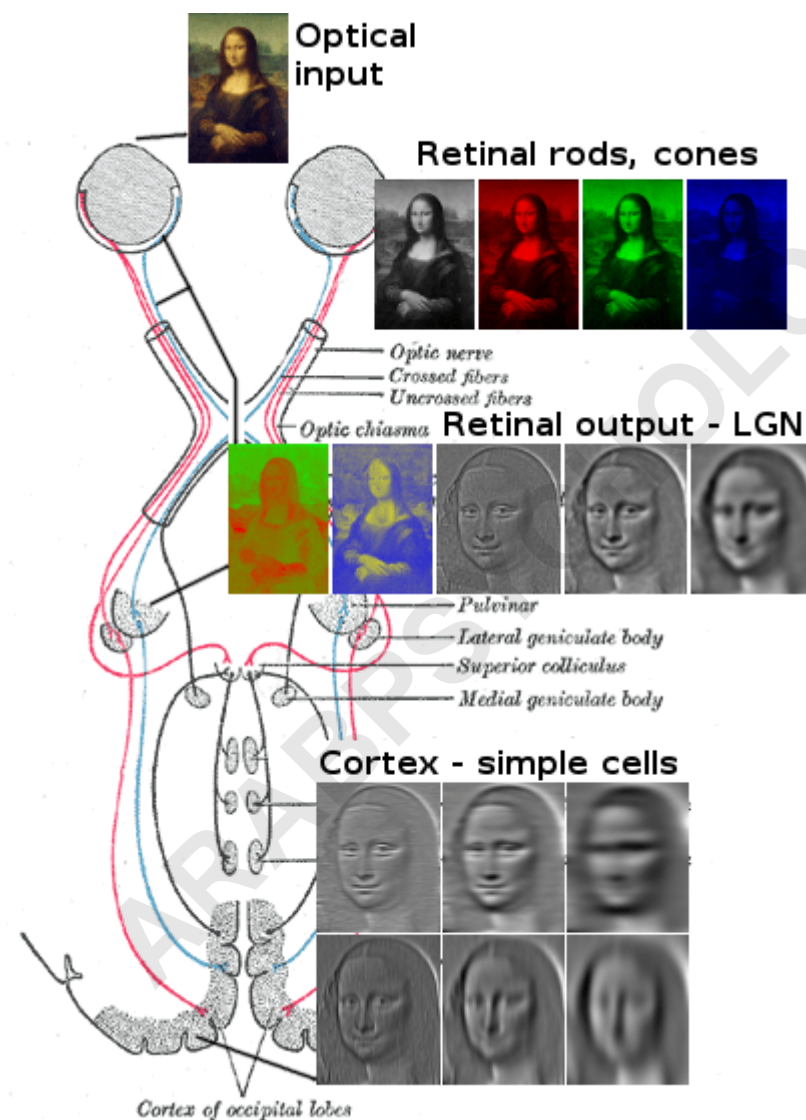 Optical
input
Retinal rods, cones
Optic nerve
Crossed fibers
Uncrossed fibers
Optic chiasma
Retinal output - LGN
Pulvinar
Lateral geniculate body
Superior colliculus
Medial geniculate body
Cortex - simple cells
Cortex of occipital lobes